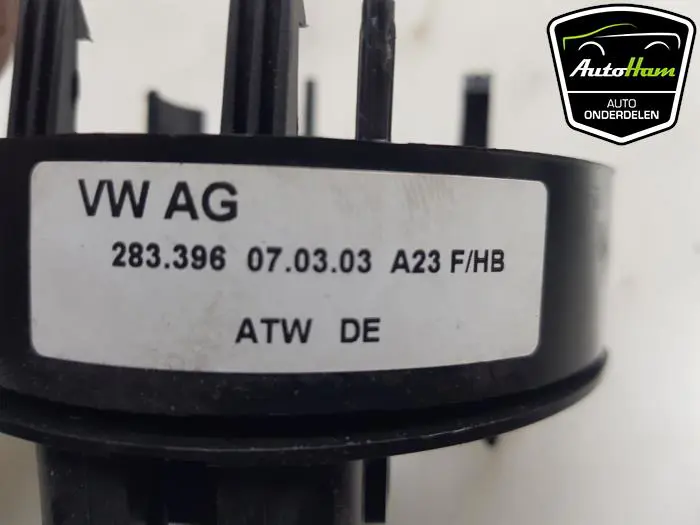 AutoHam
AUTO
ONDERDELEN
VW AG
283.396 07.03.03 A23 F/HB
ATW DE